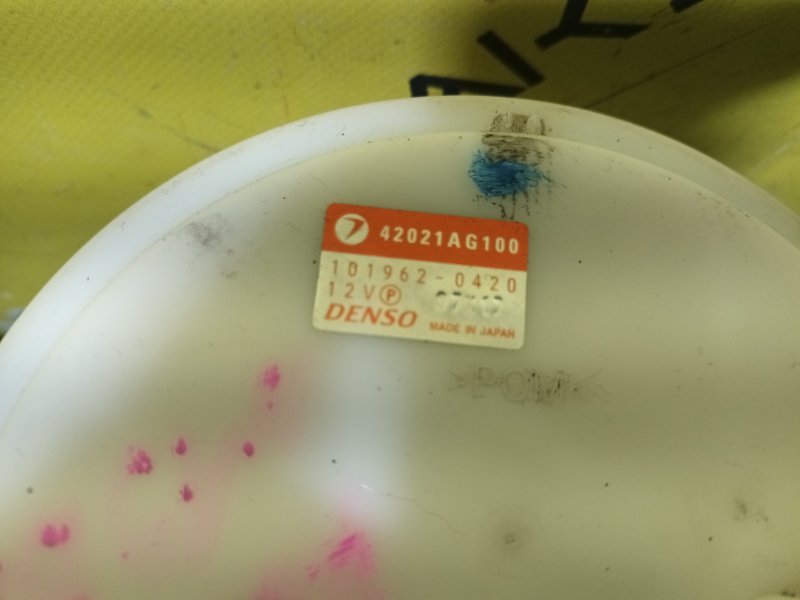 42021AG100
101962-0420
12V Ⓟ
DENSO MADE IN JAPAN
>POM<